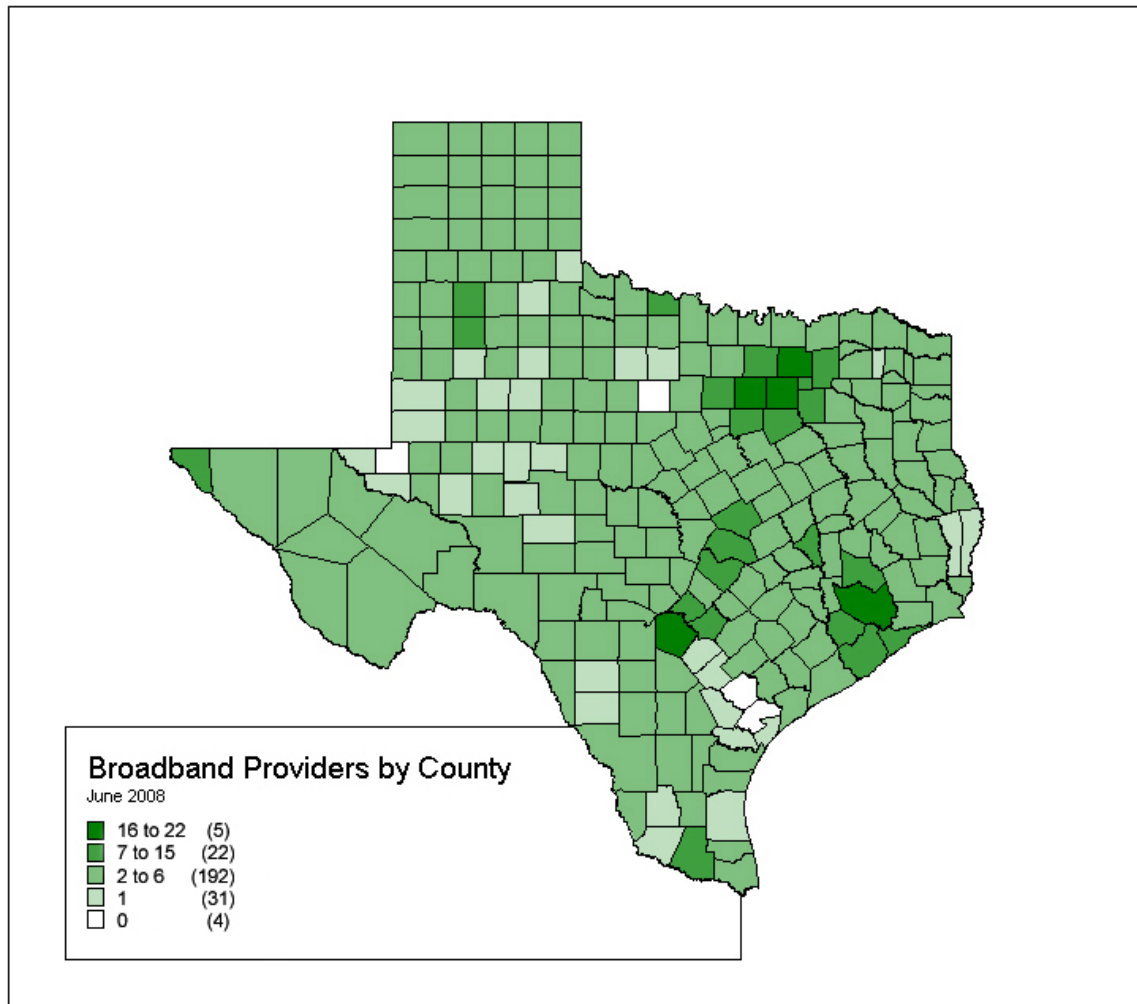 Broadband Providers by County
June 2008
16 to 22 (5)
7 to 15 (22)
2 to 6 (192)
1 (31)
0 (4)